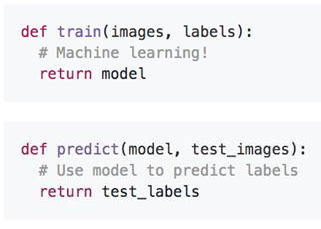 def train(images, labels):
  # Machine learning!
  return model
def predict(model, test_images):
  # Use model to predict labels
  return test_labels